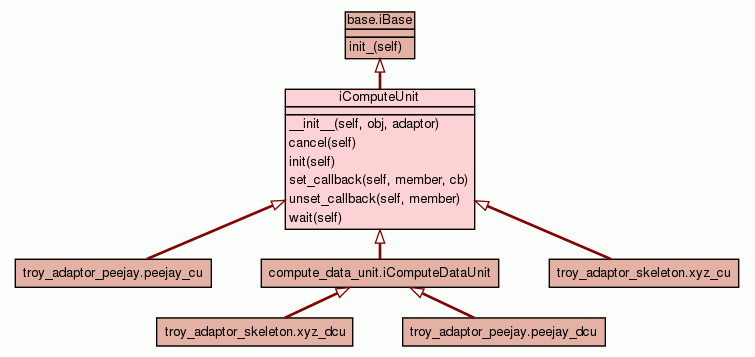 base.iBase
init_(self)
iComputeUnit
__init__(self, obj, adaptor)
cancel(self)
init(self)
set_callback(self, member, cb)
unset_callback(self, member)
wait(self)
troy_adaptor_peejay.peejay_cu
compute_data_unit.iComputeDataUnit
troy_adaptor_skeleton.xyz_cu
troy_adaptor_skeleton.xyz_dcu
troy_adaptor_peejay.peejay_dcu